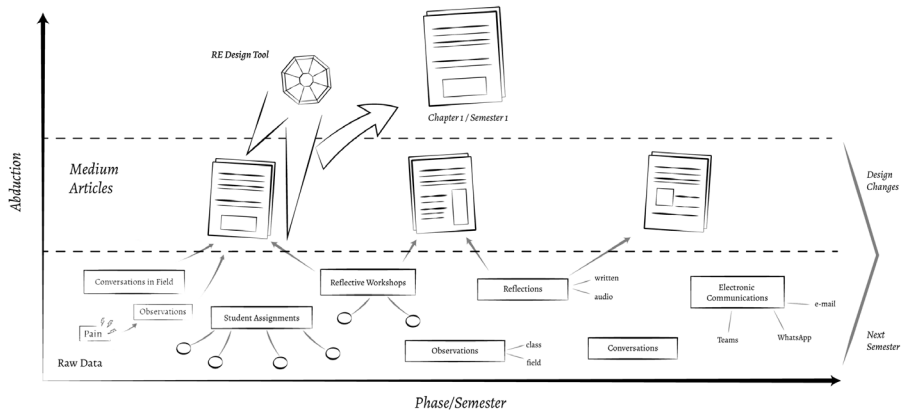 RE Design Tool
Chapter 1 / Semester 1
Abduction
Medium
Articles
Design
Changes
Conversations in Field
Reflective Workshops
Reflections
written
audio
Electronic
Communications
e-mail
Observations
Student Assignments
Pain
Teams
WhatsApp
Next
Semester
Observations
class
field
Conversations
Raw Data
Phase/Semester